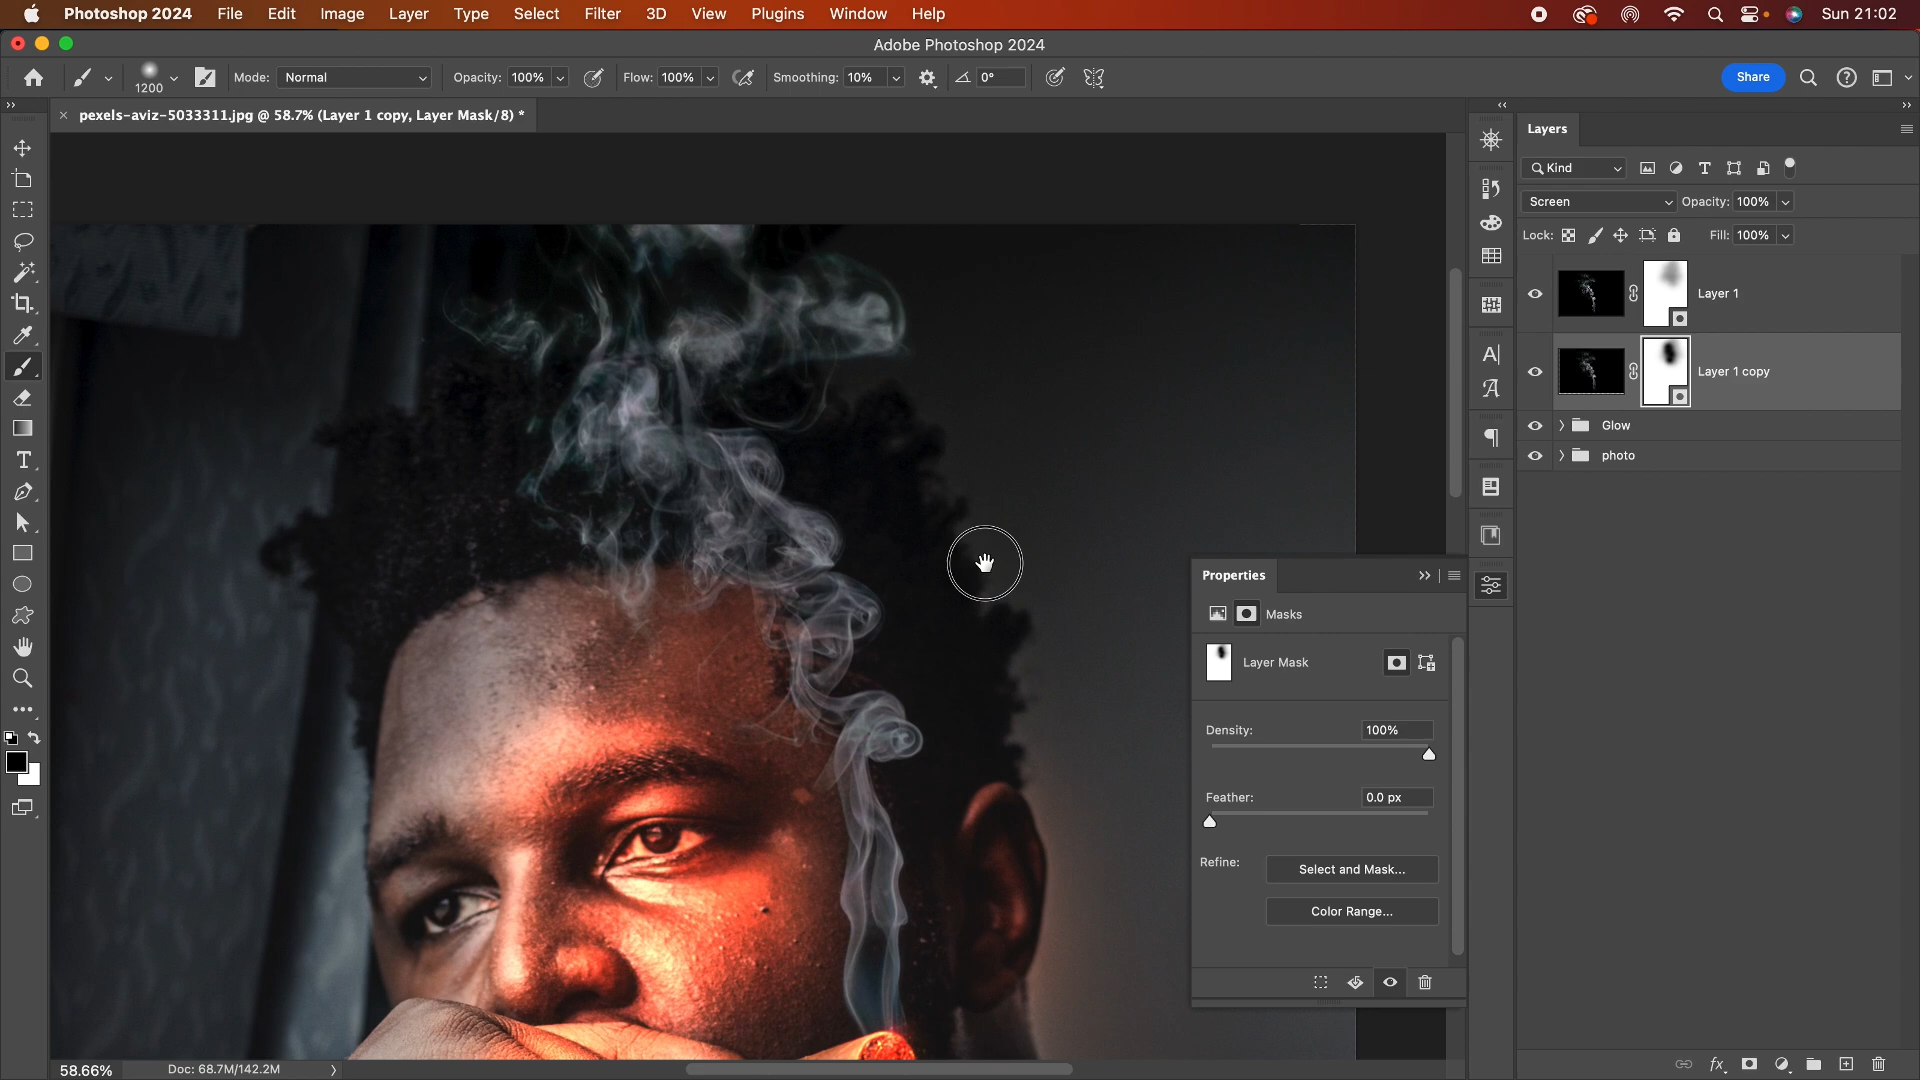 Photoshop 2024 File Edit Image Layer Type Select Filter 3D View Plugins Window Help Sun 21:02
Adobe Photoshop 2024
1200 Mode: Normal Opacity: 100% Flow: 100% Smoothing: 10% 0° Share
pexels-aviz-5033311.jpg @ 58.7% (Layer 1 copy, Layer Mask/8) *
Layers
Kind
Screen Opacity: 100%
Lock: Fill: 100%
Layer 1
Layer 1 copy
Glow
photo
Properties
Masks
Layer Mask
Density: 100%
Feather: 0.0 px
Refine: Select and Mask...
Color Range...
58.66% Doc: 68.7M/142.2M